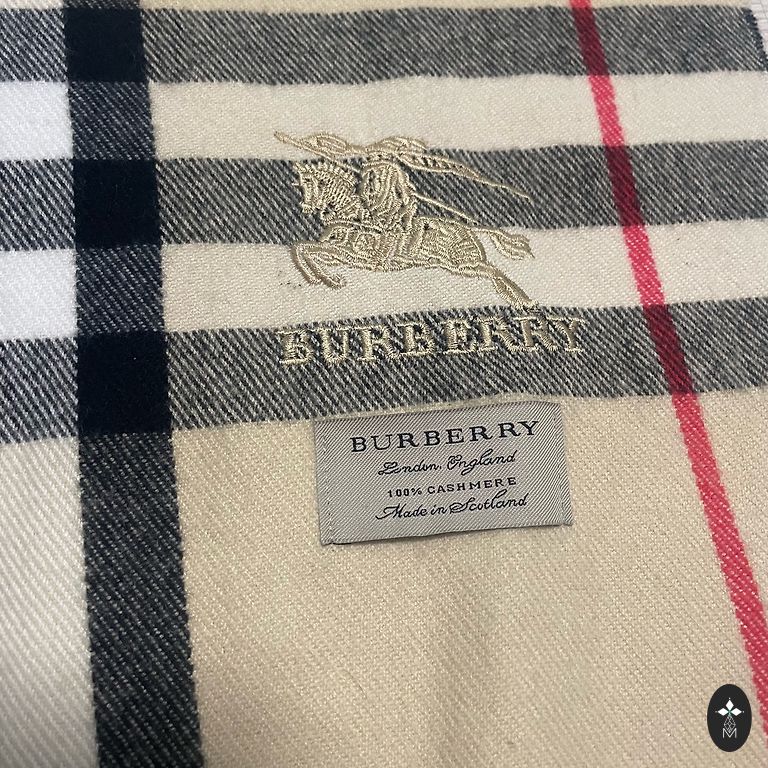 BURBERRY
BURBERRY
London, England
100% CASHMERE
Made in Scotland
M